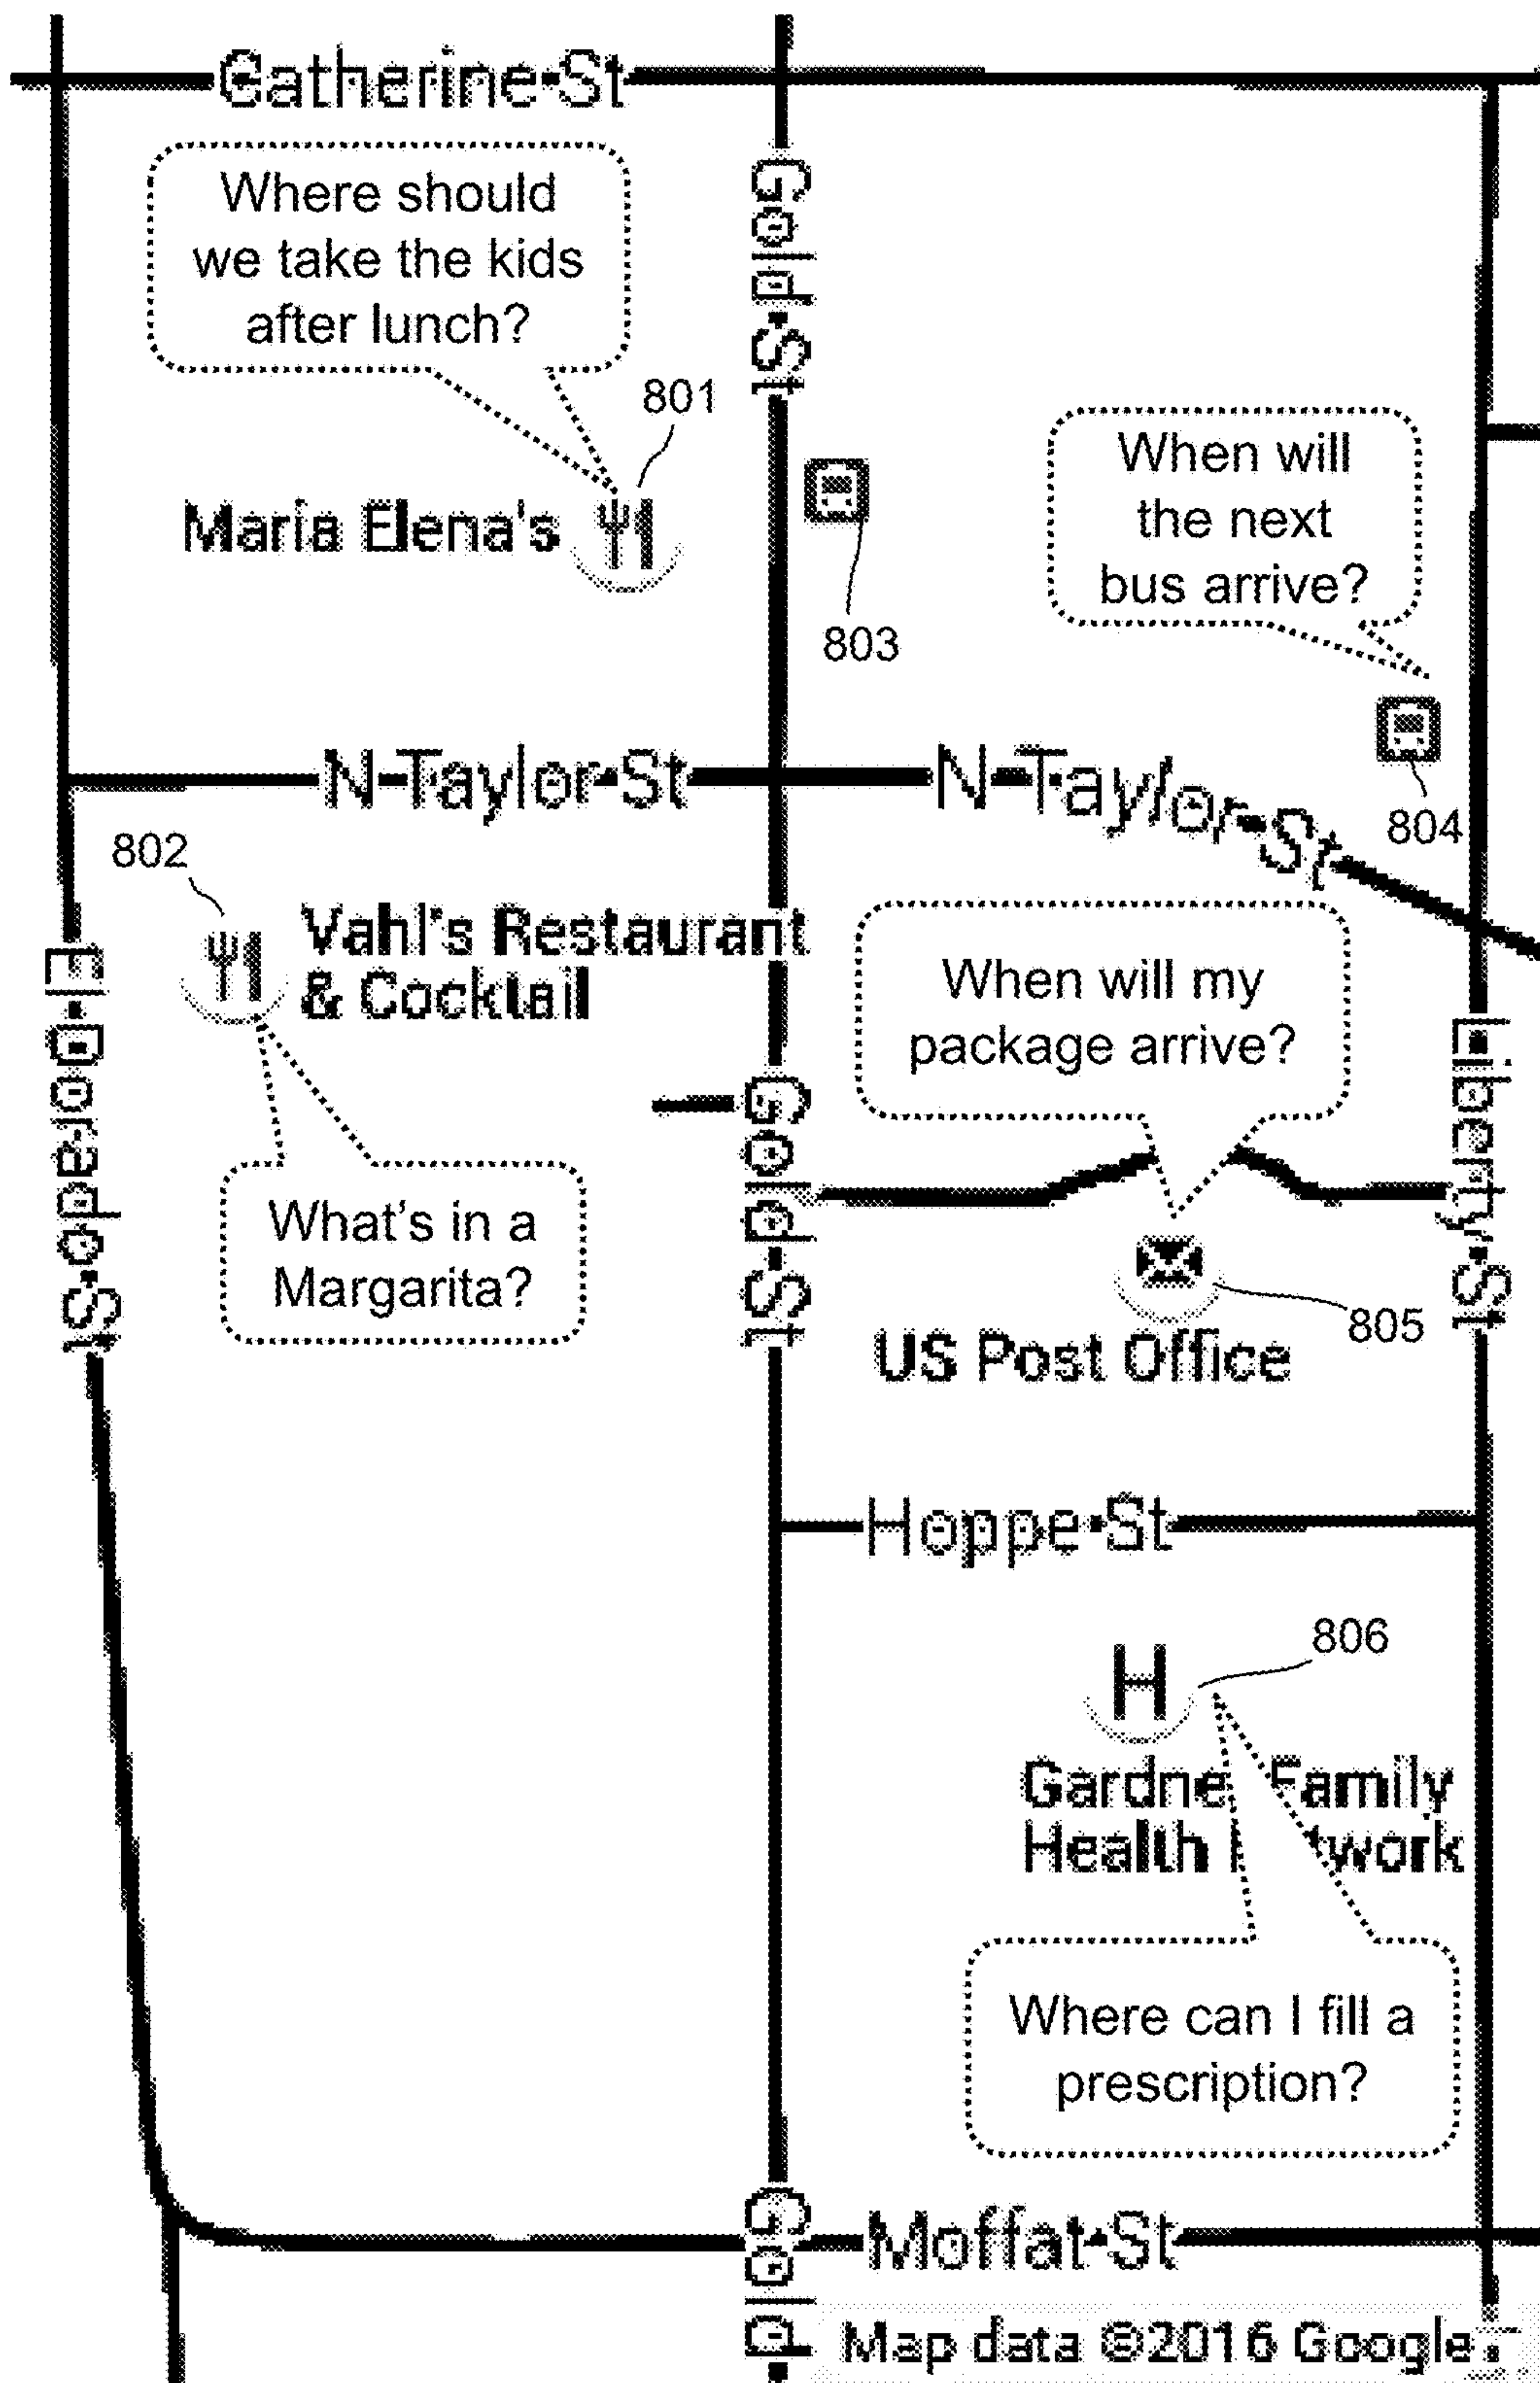 Catherine St
Where should
we take the kids
after lunch?
Gold St
801
Maria Elena's
803
When will
the next
bus arrive?
804
N Taylor St
N Taylor St
802
Vahl's Restaurant
& Cocktail
El Dorado St
What's in a
Margarita?
Gold St
When will my
package arrive?
Liberty St
805
US Post Office
Hoppe St
806
H
Gardne Family
Health twork
Where can I fill a
prescription?
Moffat St
Gold
Map data ©2016 Google